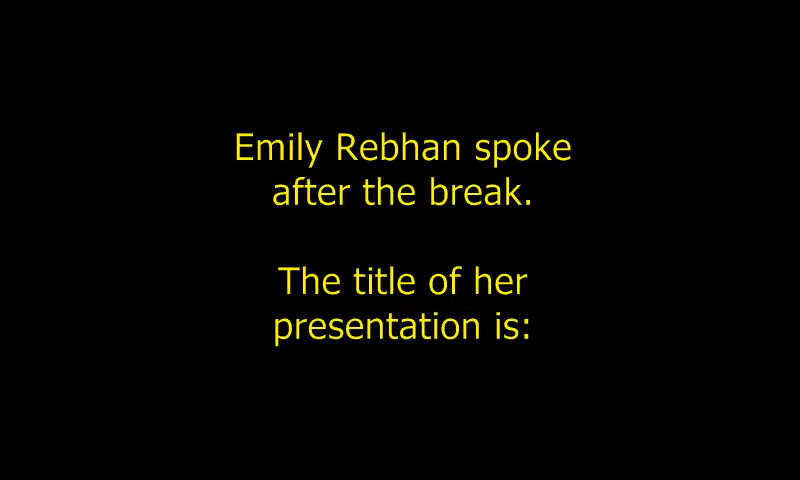 Emily Rebhan spoke
after the break.
The title of her
presentation is: